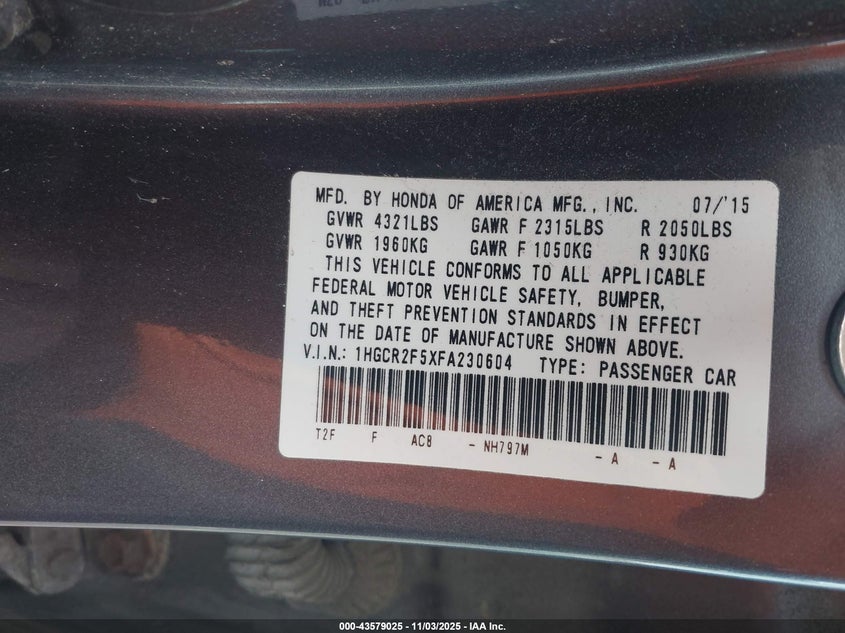 MFD. BY HONDA OF AMERICA MFG., INC. 07/'15
GVWR 4321LBS GAWR F 2315LBS R 2050LBS
GVWR 1960KG GAWR F 1050KG R 930KG
THIS VEHICLE CONFORMS TO ALL APPLICABLE
FEDERAL MOTOR VEHICLE SAFETY, BUMPER,
AND THEFT PREVENTION STANDARDS IN EFFECT
ON THE DATE OF MANUFACTURE SHOWN ABOVE.
V.I.N.: 1HGCR2F5XFA230604 TYPE: PASSENGER CAR
T2F F AC8 - NH797M - A - A
000-43579025 - 11/03/2025 - IAA Inc.